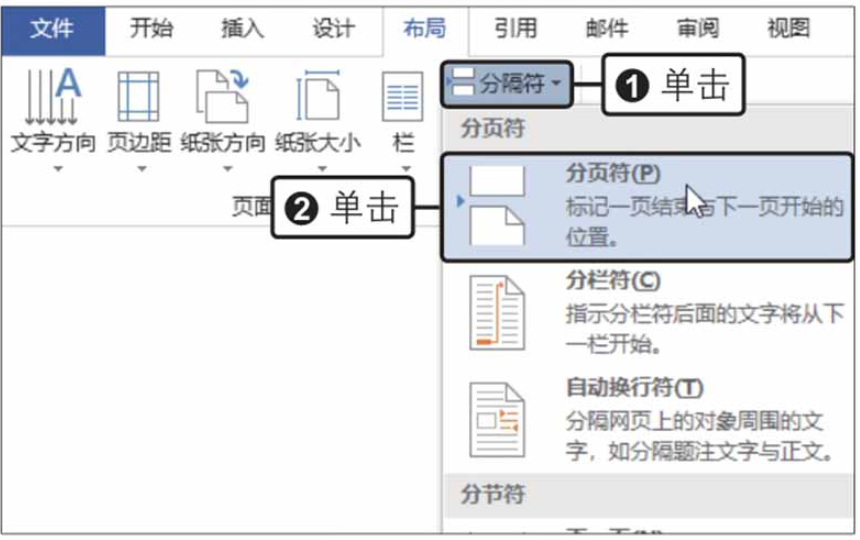 文件 开始 插入 设计 布局 引用 邮件 审阅 视图
分隔符 ❶ 单击
文字方向 页边距 纸张方向 纸张大小 栏
页面
❷ 单击
分页符
分页符(P)
标记一页结束与下一页开始的
位置。
分栏符(C)
指示分栏符后面的文字将从下
一栏开始。
自动换行符(T)
分隔网页上的对象周围的文
字，如分隔题注文字与正文。
分节符